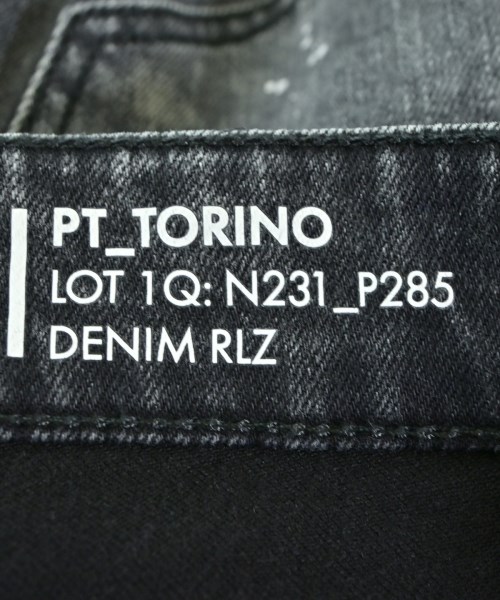 PT_TORINO
LOT 1Q: N231_P285
DENIM RLZ